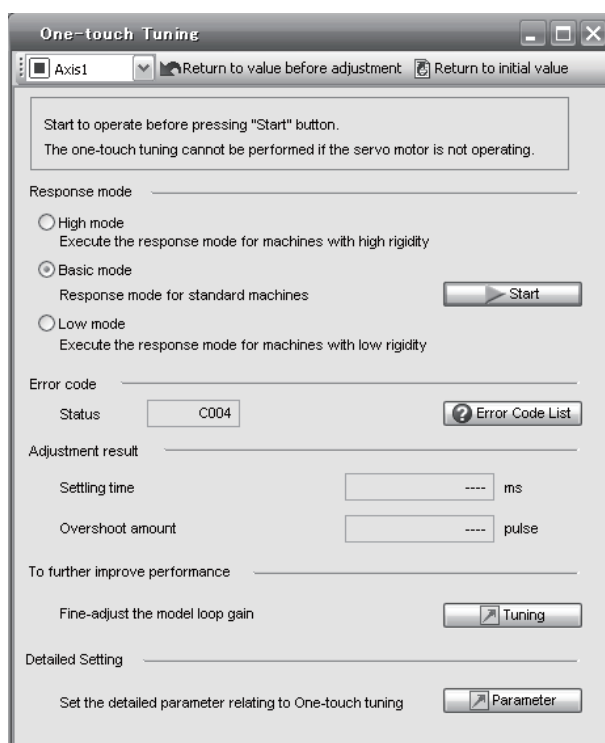 One-touch Tuning
Axis1 Return to value before adjustment Return to initial value
Start to operate before pressing "Start" button.
The one-touch tuning cannot be performed if the servo motor is not operating.
Response mode
High mode
Execute the response mode for machines with high rigidity
Basic mode
Response mode for standard machines
Start
Low mode
Execute the response mode for machines with low rigidity
Error code
Status C004 Error Code List
Adjustment result
Settling time ---- ms
Overshoot amount ---- pulse
To further improve performance
Fine-adjust the model loop gain Tuning
Detailed Setting
Set the detailed parameter relating to One-touch tuning Parameter